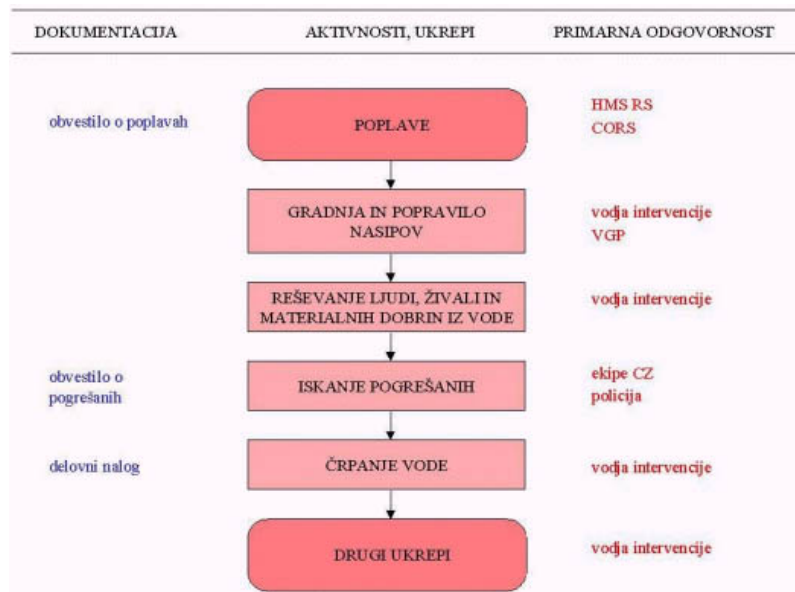 DOKUMENTACIJA
AKTIVNOSTI, UKREPI
PRIMARNA ODGOVORNOST
obvestilo o poplavah
POPLAVE
HMS RS
CORS
GRADNJA IN POPRAVILO
NASIPOV
vodja intervencije
VGP
REŠEVANJE LJUDI, ŽIVALI IN
MATERIALNIH DOBRIN IZ VODE
vodja intervencije
obvestilo o
pogrešanih
ISKANJE POGREŠANIH
ekipe CZ
policija
delovni nalog
ČRPANJE VODE
vodja intervencije
DRUGI UKREPI
vodja intervencije